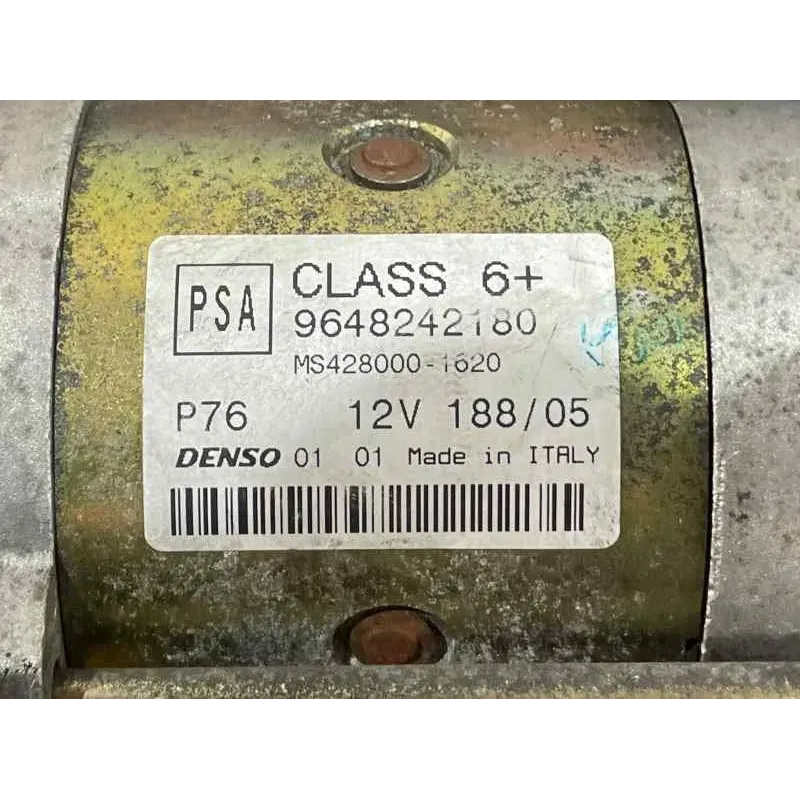 PSA
CLASS 6+
9648242180
MS428000-1620
P76 12V 188/05
DENSO 01 01 Made in ITALY